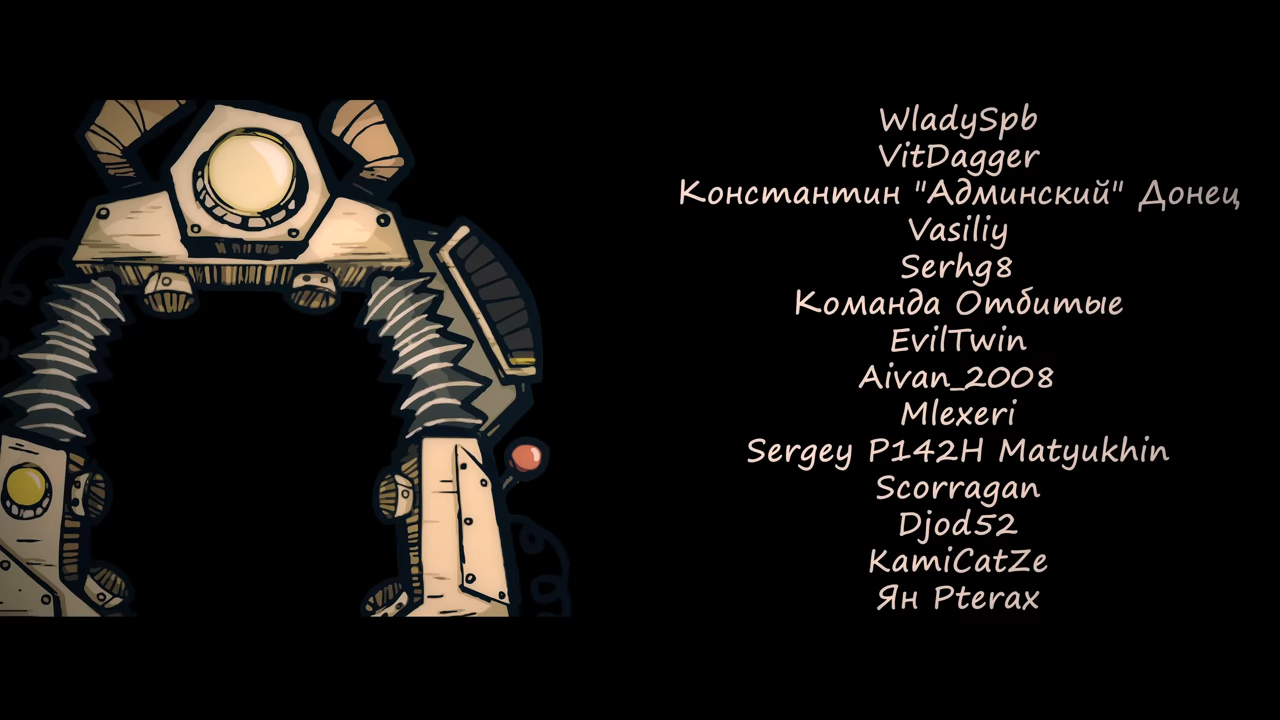 WladySpb
VitDagger
Константин "Админский" Донец
Vasiliy
Serhg8
Команда Отбитые
EvilTwin
Aivan_2008
Mlexeri
Sergey P142H Matyukhin
Scorragan
Djod52
KamiCatZe
Ян Pterax